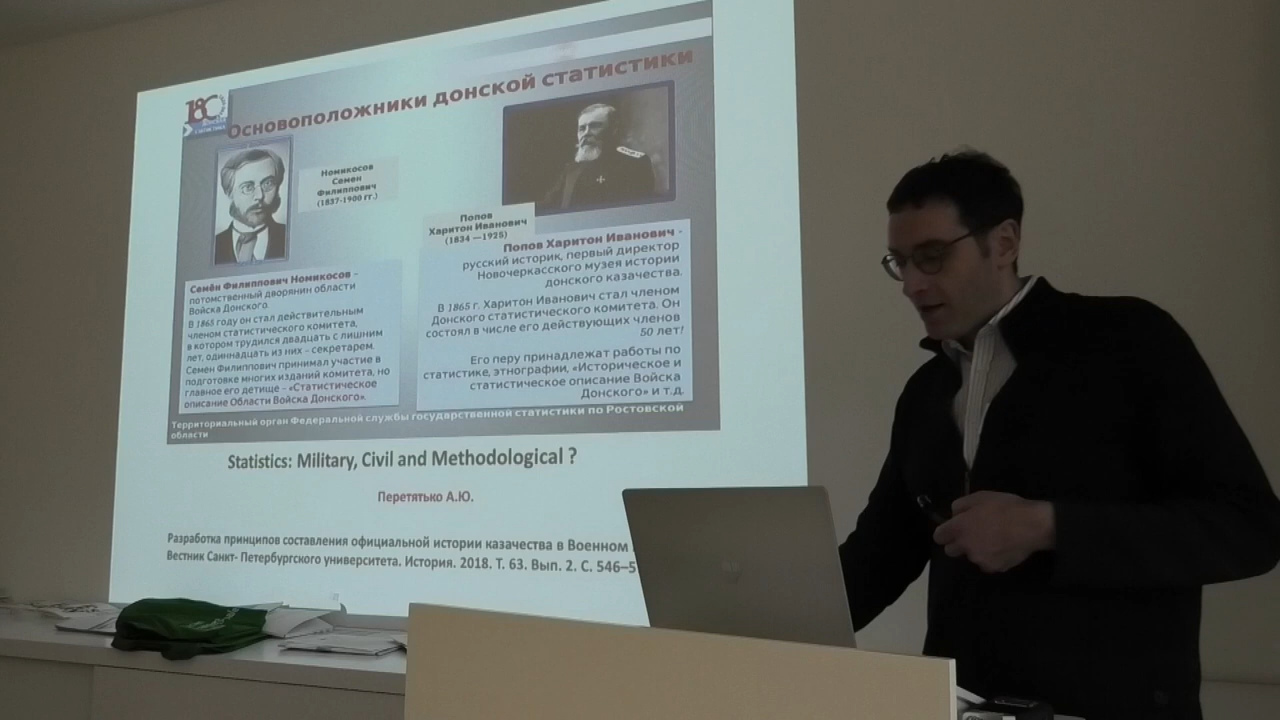 180
ДОНСКАЯ
СТАТИСТИКА
Основоположники донской статистики
Номикосов
Семен
Филиппович
(1837-1900 гг.)
Попов
Харитон Иванович
(1834 —1925)
Семён Филиппович Номикосов –
потомственный дворянин области
Войска Донского.
В 1865 году он стал действительным
членом статистического комитета,
в котором трудился двадцать с лишним
лет, одиннадцать из них - секретарем.
Семён Филиппович принимал участие в
подготовке многих изданий комитета, но
главное его детище – «Статистическое
описание Области Войска Донского».
Попов Харитон Иванович -
русский историк, первый директор
Новочеркасского музея истории
донского казачества.
В 1865 г. Харитон Иванович стал членом
Донского статистического комитета. Он
состоял в числе его действующих членов
50 лет!
Его перу принадлежат работы по
статистике, этнографии, «Историческое и
статистическое описание Войска
Донского» и т.д.
Территориальный орган Федеральной службы государственной статистики по Ростовской
области
Statistics: Military, Civil and Methodological ?
Перетятько А.Ю.
Разработка принципов составления официальной истории казачества в Военном
Вестник Санкт- Петербургского университета. История. 2018. Т. 63. Вып. 2. С. 546–5